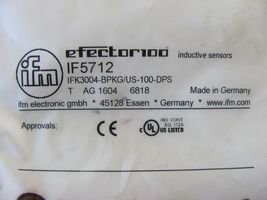 ifm efector100 inductive sensors
IF5712
IFK3004-BPKG/US-100-DPS
T AG 1604 6818 Made in Germany
ifm electronic gmbh * 45128 Essen * Germany * www.ifm.com
Approvals: CE c UL US LISTED IND. CONT. EQ. 11ZA